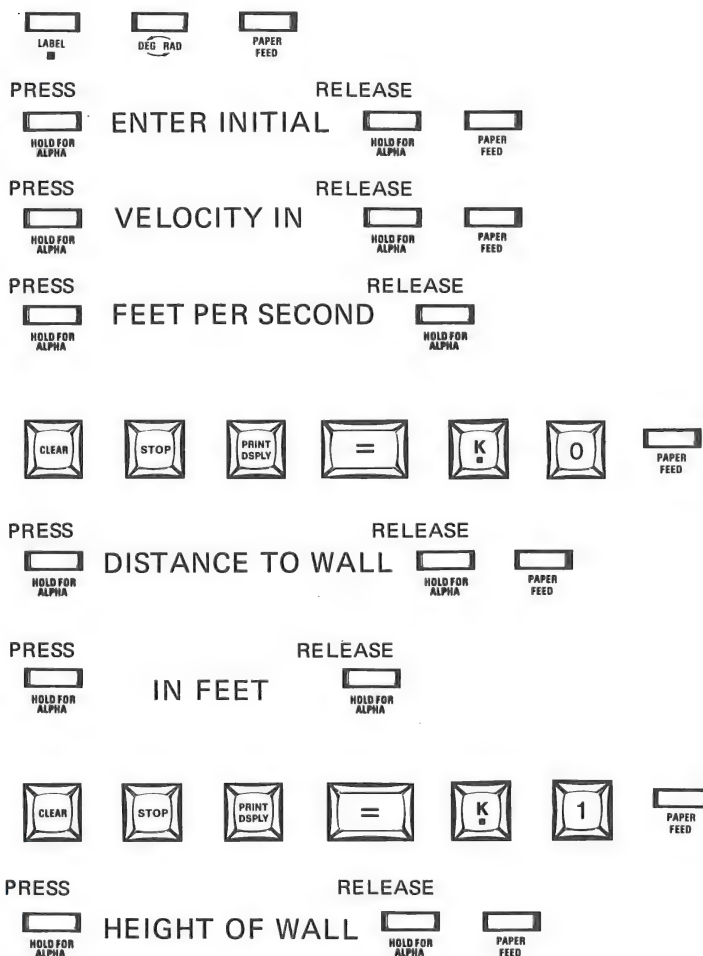 LABEL DEG RAD PAPER FEED
PRESS RELEASE
HOLD FOR ALPHA ENTER INITIAL HOLD FOR ALPHA PAPER FEED
PRESS RELEASE
HOLD FOR ALPHA VELOCITY IN HOLD FOR ALPHA PAPER FEED
PRESS RELEASE
HOLD FOR ALPHA FEET PER SECOND HOLD FOR ALPHA
CLEAR STOP PRINT DSPLY = K 0 PAPER FEED
PRESS RELEASE
HOLD FOR ALPHA DISTANCE TO WALL HOLD FOR ALPHA PAPER FEED
PRESS RELEASE
HOLD FOR ALPHA IN FEET HOLD FOR ALPHA
CLEAR STOP PRINT DSPLY = K 1 PAPER FEED
PRESS RELEASE
HOLD FOR ALPHA HEIGHT OF WALL HOLD FOR ALPHA PAPER FEED